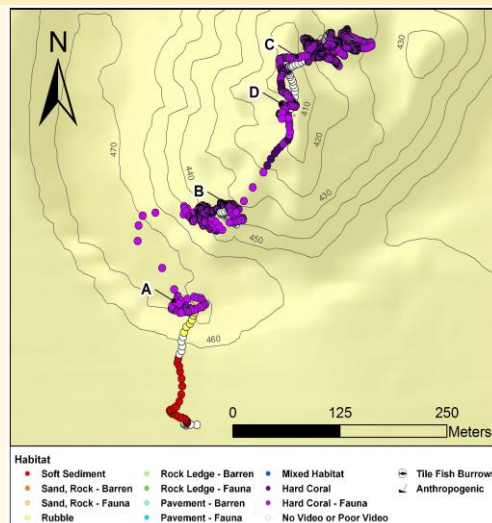 N
C
430
410
D
420
470
440
430
B
450
A
460
0 125 250
Meters
Habitat
Soft Sediment
Sand, Rock - Barren
Sand, Rock - Fauna
Rubble
Rock Ledge - Barren
Rock Ledge - Fauna
Pavement - Barren
Pavement - Fauna
Mixed Habitat
Hard Coral
Hard Coral - Fauna
No Video or Poor Video
Tile Fish Burrows
Anthropogenic